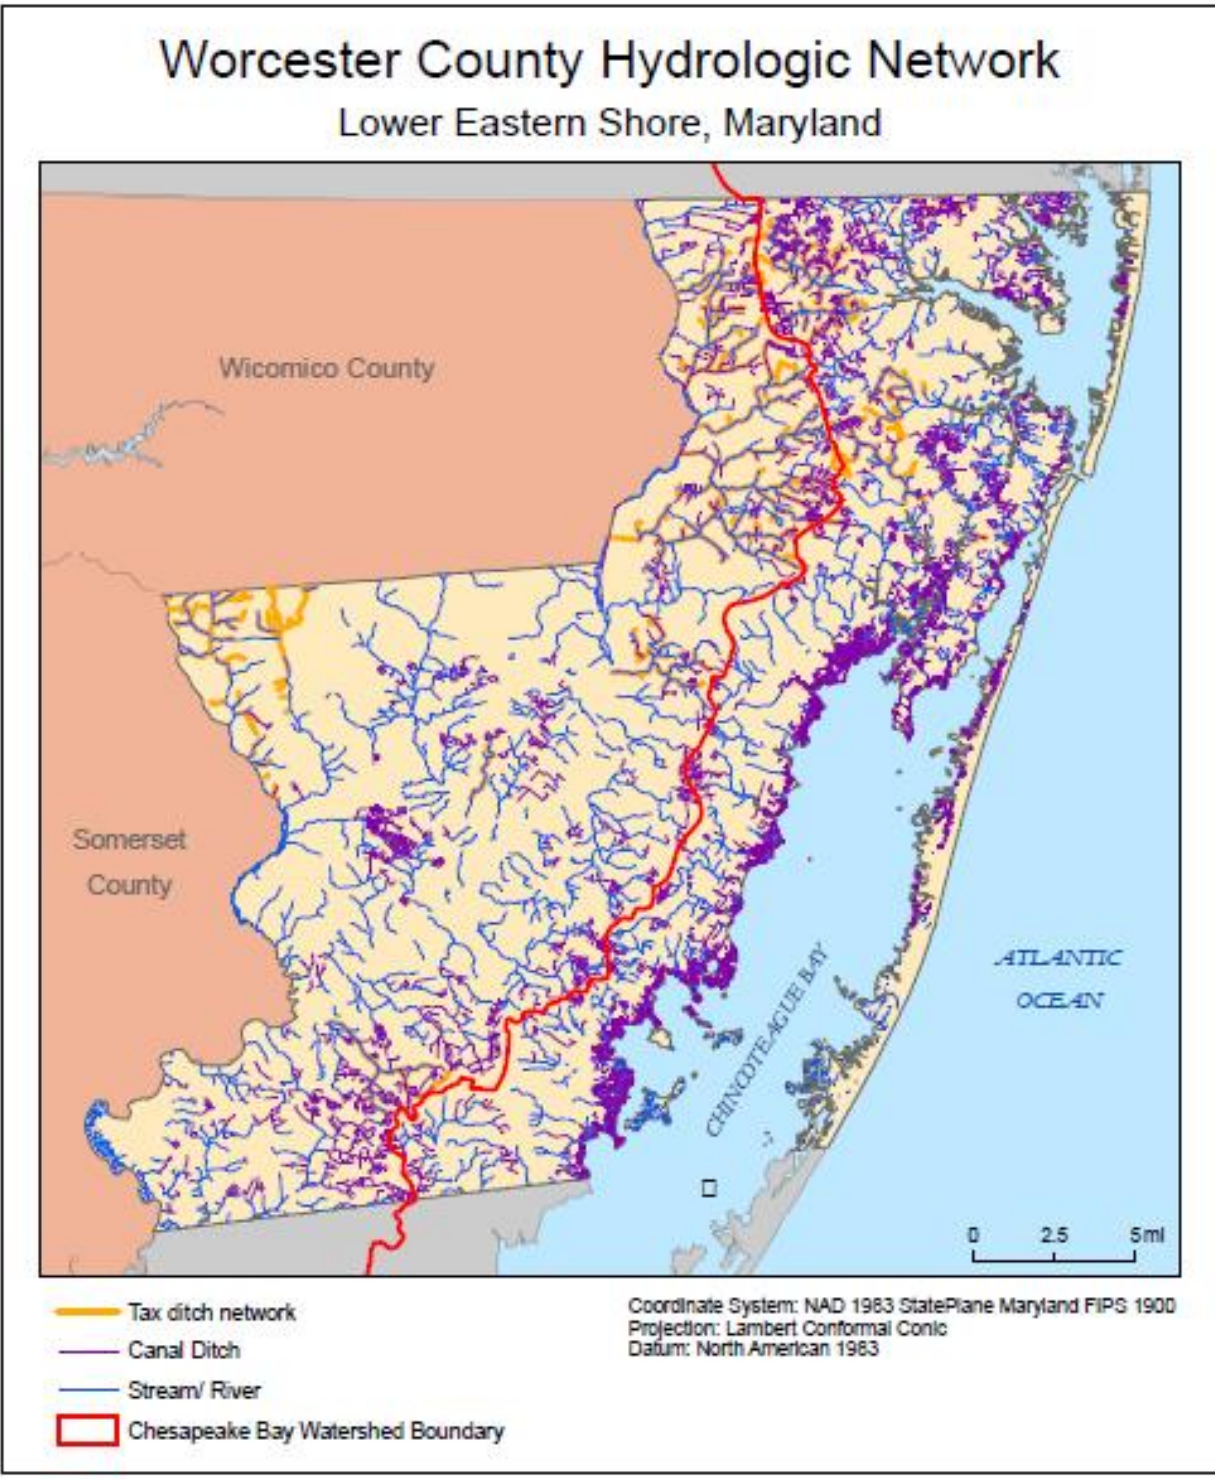 Worcester County Hydrologic Network
Lower Eastern Shore, Maryland
Wicomico County
Somerset
County
ATLANTIC
OCEAN
CHINCOTEAGUE BAY
0 2.5 5mi
Tax ditch network
Canal Ditch
Stream/ River
Chesapeake Bay Watershed Boundary
Coordinate System: NAD 1983 StatePlane Maryland FIPS 1900
Projection: Lambert Conformal Conic
Datum: North American 1983